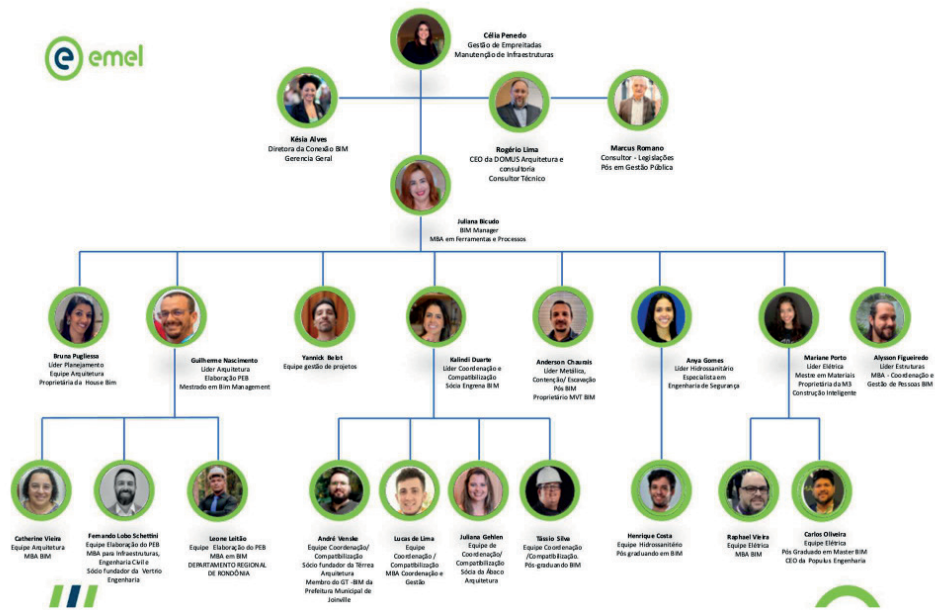 emel
Célia Penedo
Gestão de Empreitadas
Manutenção de Infraestruturas
Késia Alves
Diretora da Conexão BIM
Gerencia Geral
Rogério Lima
CEO da DOMUS Arquitetura e
consultoria
Consultor Técnico
Marcus Romano
Consultor - Legislações
Pós em Gestão Pública
Juliana Bicudo
BIM Manager
MBA em Ferramentas e Processos
Bruna Pugliessa
Líder Planejamento
Equipe Arquitetura
Proprietária da House Bim
Guilherme Nascimento
Líder Arquitetura
Elaboração PEB
Mestrado em Bim Management
Yannick Belot
Equipe gestão de projetos
Kalindi Duarte
Líder Coordenação e
Compatibilização
Sócia Engrena BIM
Anderson Chaurais
Líder Metálica,
Contenção/ Escavação
Pós BIM
Proprietário MVT BIM
Anya Gomes
Líder Hidrossanitário
Especialista em
Engenharia de Segurança
Mariane Porto
Líder Elétrica
Mestre em Materiais
Proprietária da M3
Construção Inteligente
Alysson Figueiredo
Líder Estruturas
MBA - Coordenação e
Gestão de Pessoas BIM
Catherine Vieira
Equipe Arquitetura
MBA BIM
Fernando Lobo Schettini
Equipe Elaboração do PEB
MBA para Infraestruturas,
Engenharia Civil e
Sócio fundador da Vertrio
Engenharia
Leone Leitão
Equipe Elaboração do PEB
MBA em BIM
DEPARTAMENTO REGIONAL
DE RONDÔNIA
André Venske
Equipe Coordenação/
Compatibilização
Sócio fundador da Térrea
Arquitetura
Membro do GT -BIM da
Prefeitura Municipal de
Joinville
Lucas de Lima
Equipe
Coordenação /
Compatibilização
MBA Coordenação e
Gestão
Juliana Gehlen
Equipe de
Coordenação/
Compatibilização
Sócia da Ábaco
Arquitetura
Tássio Silva
Equipe Coordenação
/Compatibilização.
Pós-graduando BIM
Henrique Costa
Equipe Hidrossanitário
Pós graduando em BIM
Raphael Vieira
Equipe Elétrica
MBA BIM
Carlos Oliveira
Equipe Elétrica
Pós Graduado em Master BIM
CEO da Populus Engenharia